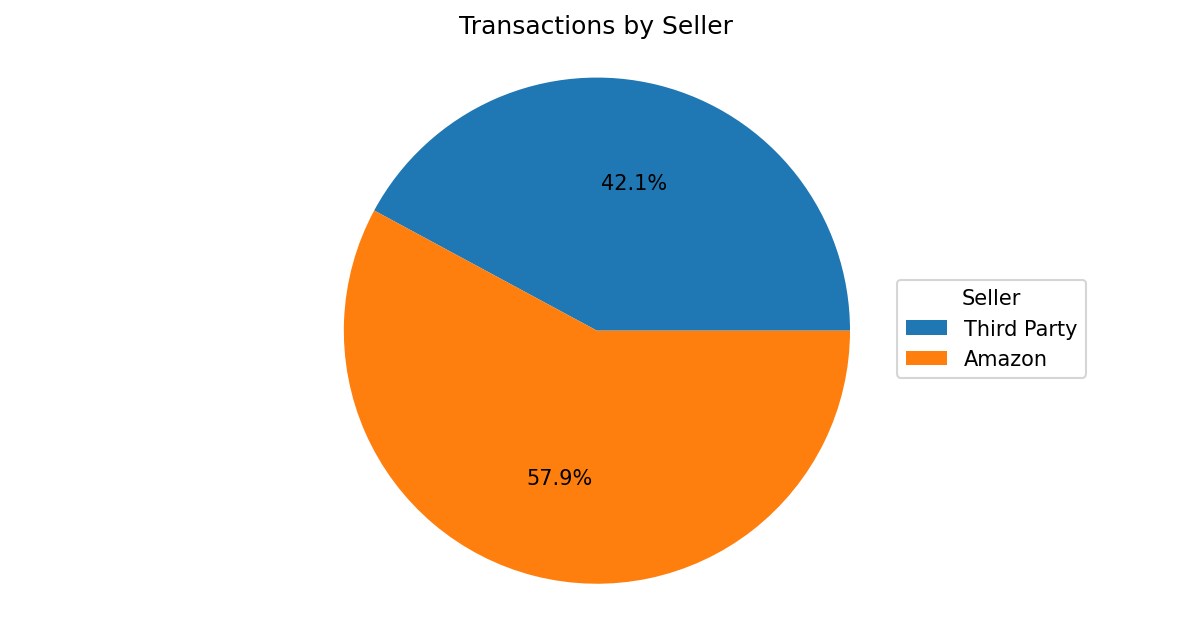 Transactions by Seller
42.1%
57.9%
Seller
Third Party
Amazon